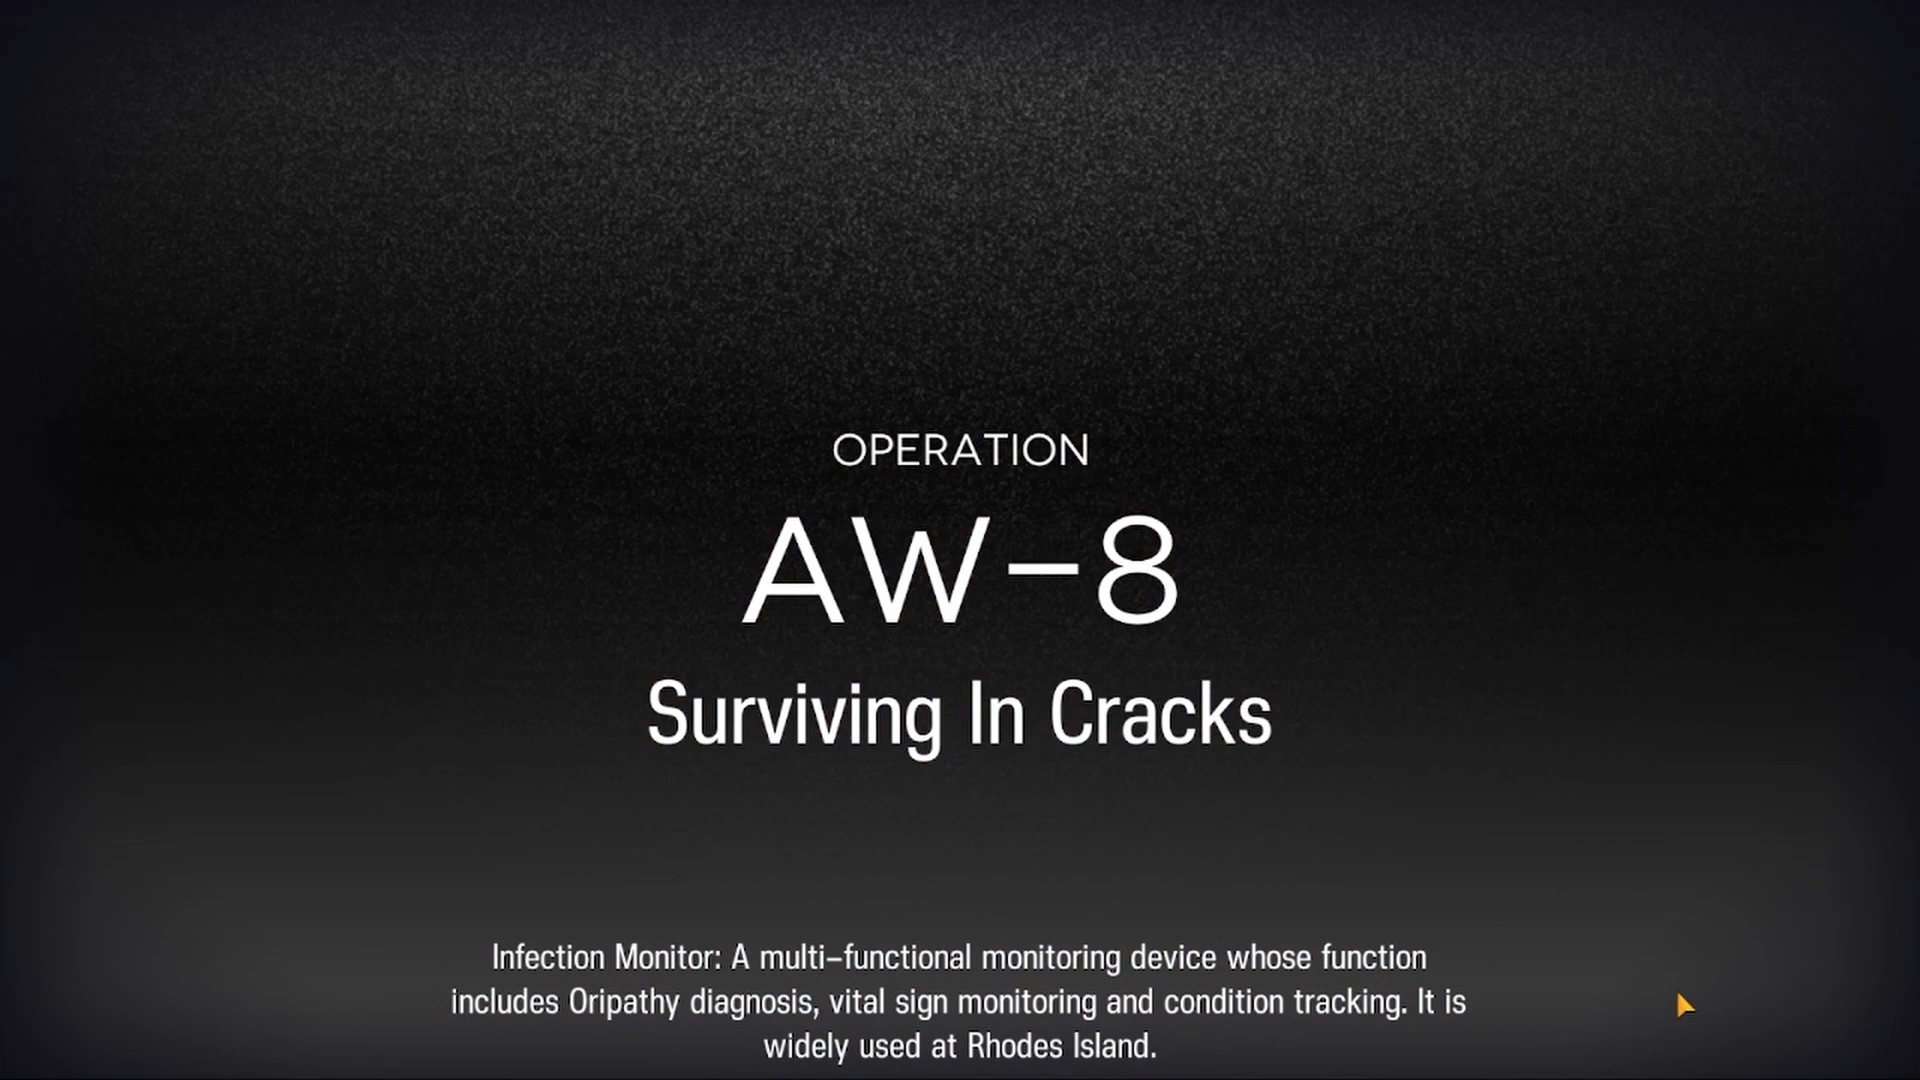 OPERATION
AW-8
Surviving In Cracks
Infection Monitor: A multi-functional monitoring device whose function
includes Oripathy diagnosis, vital sign monitoring and condition tracking. It is
widely used at Rhodes Island.